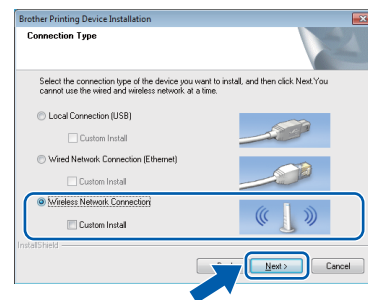 Brother Printing Device Installation
Connection Type
Select the connection type of the device you want to install, and then click Next.You
cannot use the wired and wireless network at a time.
Local Connection (USB)
Custom Install
Wired Network Connection (Ethernet)
Custom Install
Wireless Network Connection
Custom Install
InstallShield
Next >
Cancel